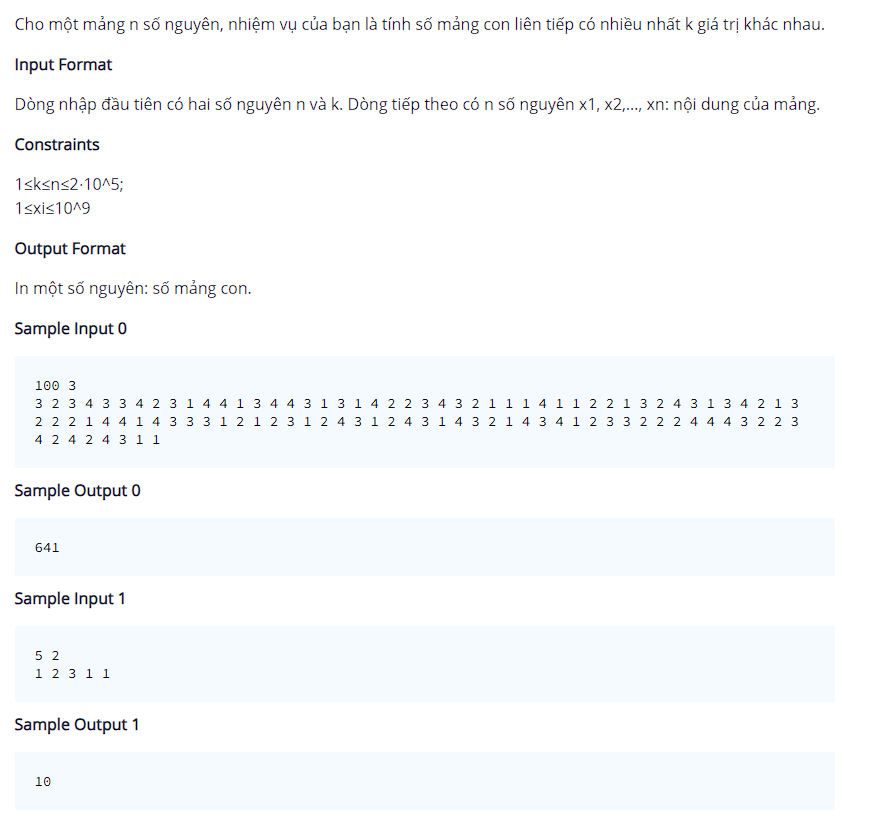 Cho một mảng n số nguyên, nhiệm vụ của bạn là tính số mảng con liên tiếp có nhiều nhất k giá trị khác nhau.
Input Format
Dòng nhập đầu tiên có hai số nguyên n và k. Dòng tiếp theo có n số nguyên x1, x2,..., xn: nội dung của mảng.
Constraints
1≤k≤n≤2·10^5;
1≤xi≤10^9
Output Format
In một số nguyên: số mảng con.
Sample Input 0
100 3
3 2 3 4 3 3 4 2 3 1 4 4 1 3 4 4 3 1 3 1 4 2 2 3 4 3 2 1 1 1 4 1 1 2 2 1 3 2 4 3 1 3 4 2 1 3
2 2 2 1 4 4 1 4 3 3 3 1 2 1 2 3 1 2 4 3 1 2 4 3 1 4 3 2 1 4 3 4 1 2 3 3 2 2 2 4 4 4 3 2 2 3
4 2 4 2 4 3 1 1
Sample Output 0
641
Sample Input 1
5 2
1 2 3 1 1
Sample Output 1
10